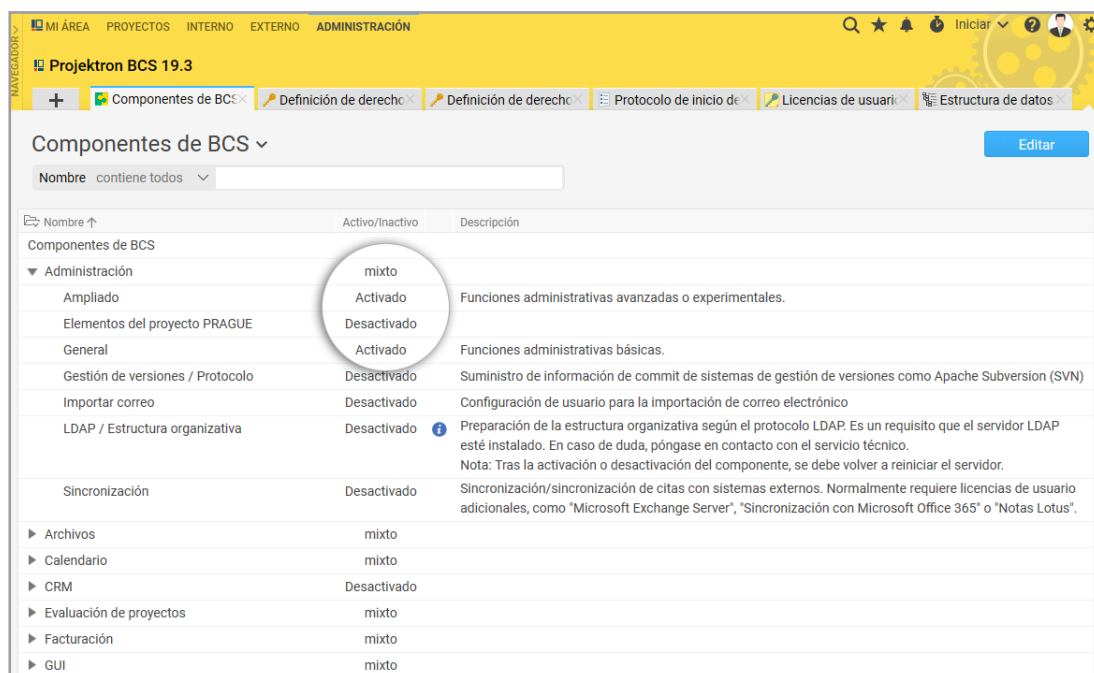 MI ÁREA PROYECTOS INTERNO EXTERNO ADMINISTRACIÓN Iniciar
NAVEGADOR
Projektron BCS 19.3
Componentes de BCS Definición de derecho Definición de derecho Protocolo de inicio de Licencias de usuario Estructura de datos
Componentes de BCS Editar
Nombre contiene todos
Nombre Activo/Inactivo Descripción
Componentes de BCS
Administración mixto
Ampliado Activado Funciones administrativas avanzadas o experimentales.
Elementos del proyecto PRAGUE Desactivado
General Activado Funciones administrativas básicas.
Gestión de versiones / Protocolo Desactivado Suministro de información de commit de sistemas de gestión de versiones como Apache Subversion (SVN)
Importar correo Desactivado Configuración de usuario para la importación de correo electrónico
LDAP / Estructura organizativa Desactivado Preparación de la estructura organizativa según el protocolo LDAP. Es un requisito que el servidor LDAP
esté instalado. En caso de duda, póngase en contacto con el servicio técnico.
Nota: Tras la activación o desactivación del componente, se debe volver a reiniciar el servidor.
Sincronización Desactivado Sincronización/sincronización de citas con sistemas externos. Normalmente requiere licencias de usuario
adicionales, como "Microsoft Exchange Server", "Sincronización con Microsoft Office 365" o "Notas Lotus".
Archivos mixto
Calendario mixto
CRM Desactivado
Evaluación de proyectos mixto
Facturación mixto
GUI mixto